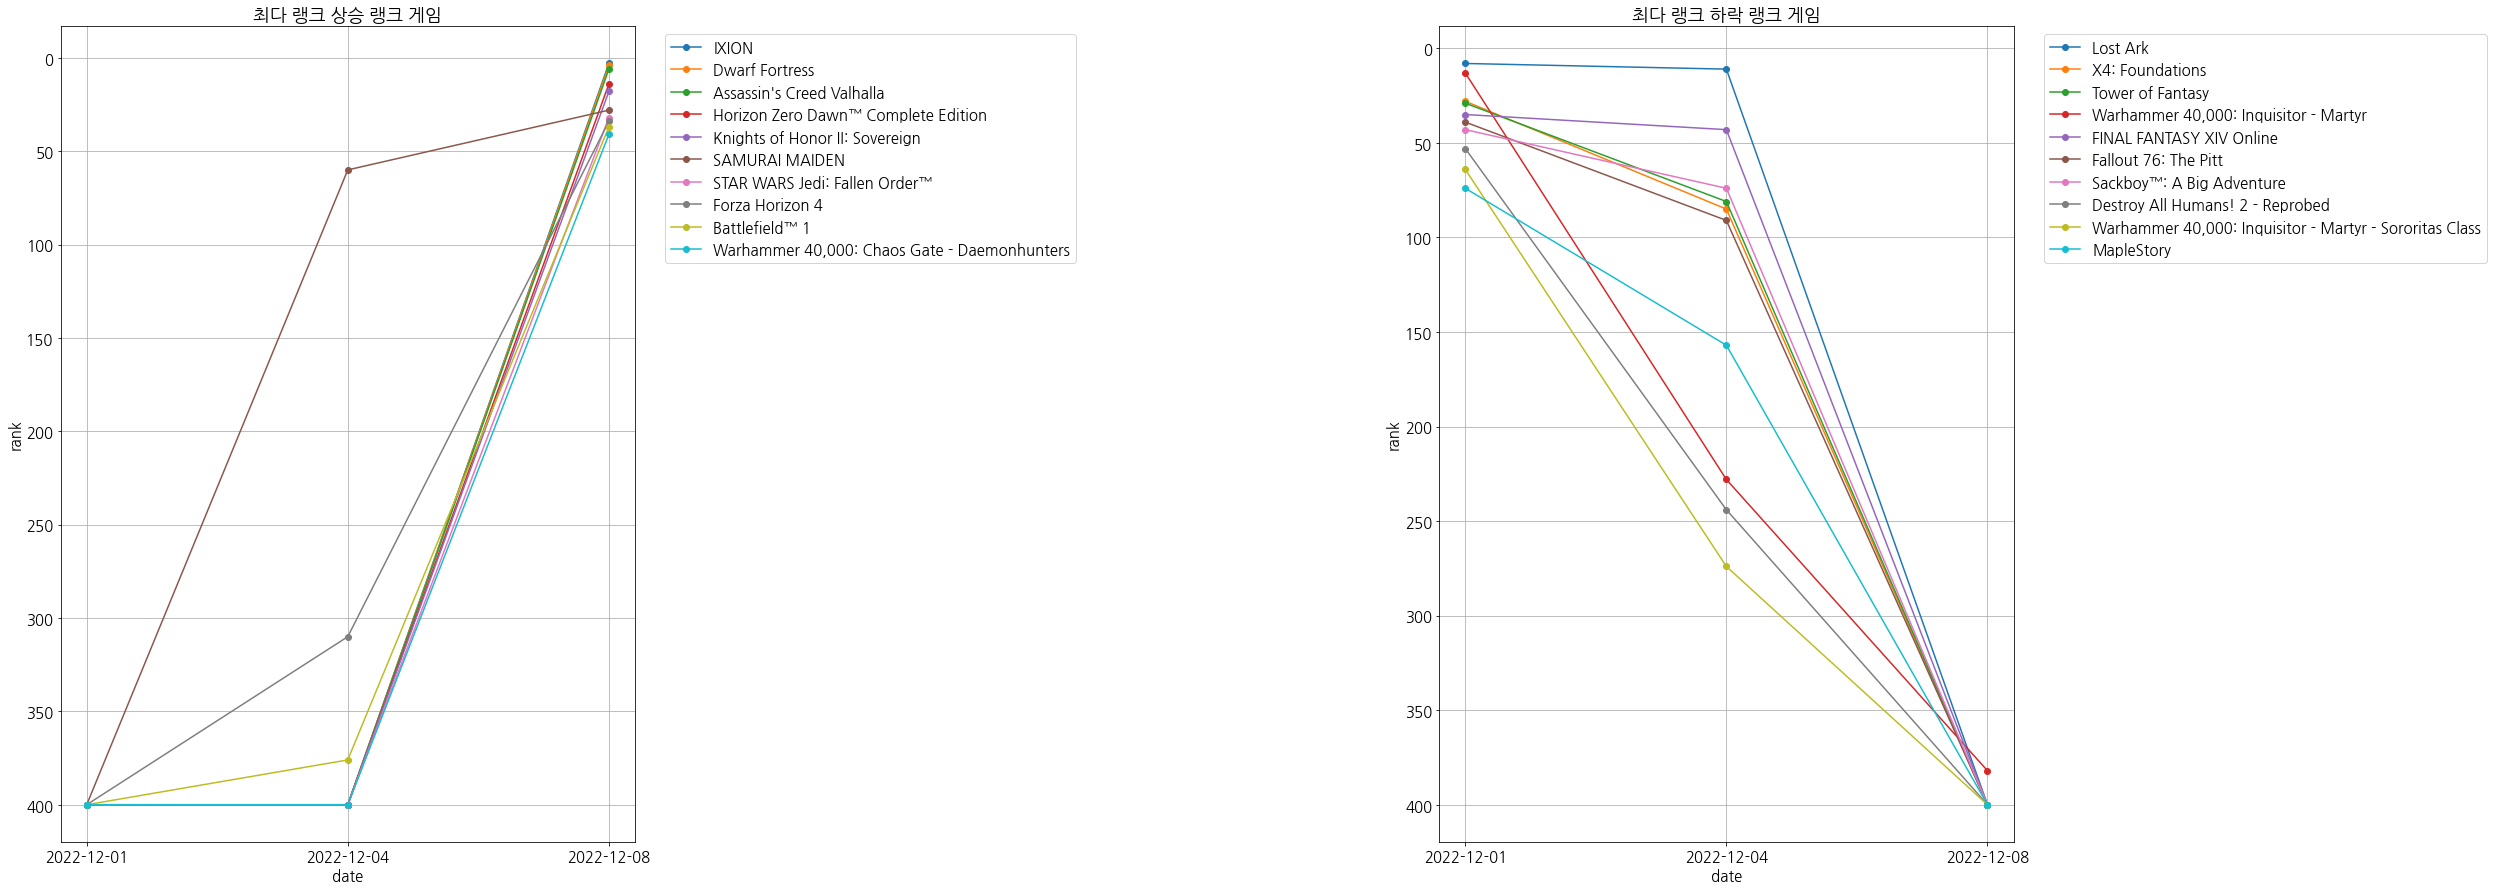 최다 랭크 상승 랭크 게임
0
50
100
150
200
250
300
350
400
rank
2022-12-01
2022-12-04
2022-12-08
date
IXION
Dwarf Fortress
Assassin's Creed Valhalla
Horizon Zero Dawn™ Complete Edition
Knights of Honor II: Sovereign
SAMURAI MAIDEN
STAR WARS Jedi: Fallen Order™
Forza Horizon 4
Battlefield™ 1
Warhammer 40,000: Chaos Gate - Daemonhunters
최다 랭크 하락 랭크 게임
0
50
100
150
200
250
300
350
400
rank
2022-12-01
2022-12-04
2022-12-08
date
Lost Ark
X4: Foundations
Tower of Fantasy
Warhammer 40,000: Inquisitor - Martyr
FINAL FANTASY XIV Online
Fallout 76: The Pitt
Sackboy™: A Big Adventure
Destroy All Humans! 2 - Reprobed
Warhammer 40,000: Inquisitor - Martyr - Sororitas Class
MapleStory